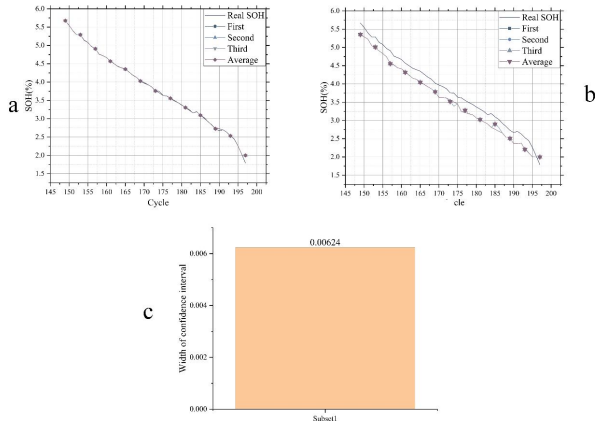 a
SOH(%)
6.0
5.5
5.0
4.5
4.0
3.5
3.0
2.5
2.0
1.5
Real SOH
First
Second
Third
Average
145 150 155 160 165 170 175 180 185 190 195 200
Cycle
b
SOH(%)
6.0
5.5
5.0
4.5
4.0
3.5
3.0
2.5
2.0
1.5
Real SOH
First
Second
Third
Average
145 150 155 160 165 170 175 180 185 190 195 200
cle
c
Width of confidence interval
0.006
0.004
0.002
0.000
0.00624
Subset1